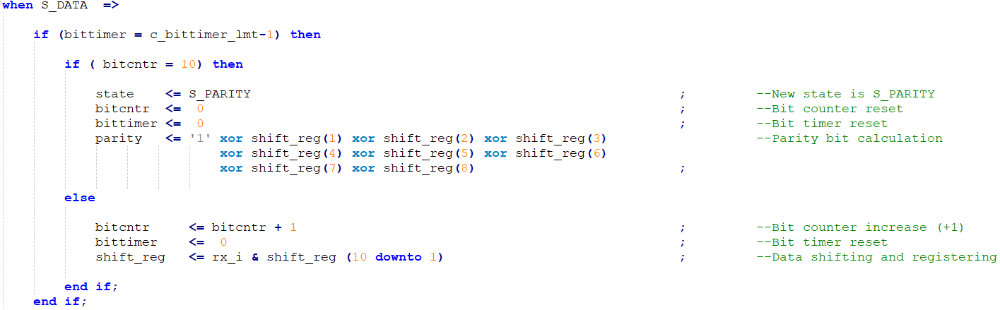 when S_DATA  =>
if (bittimer = c_bittimer_lmt-1) then
if ( bitcntr = 10) then
state    <= S_PARITY ; --New state is S_PARITY
bitcntr  <=  0 ; --Bit counter reset
bittimer <=  0 ; --Bit timer reset
parity   <= '1' xor shift_reg(1) xor shift_reg(2) xor shift_reg(3) --Parity bit calculation
xor shift_reg(4) xor shift_reg(5) xor shift_reg(6)
xor shift_reg(7) xor shift_reg(8) ;
else
bitcntr     <= bitcntr + 1 ; --Bit counter increase (+1)
bittimer    <=  0 ; --Bit timer reset
shift_reg   <= rx_i & shift_reg (10 downto 1) ; --Data shifting and registering
end if;
end if;